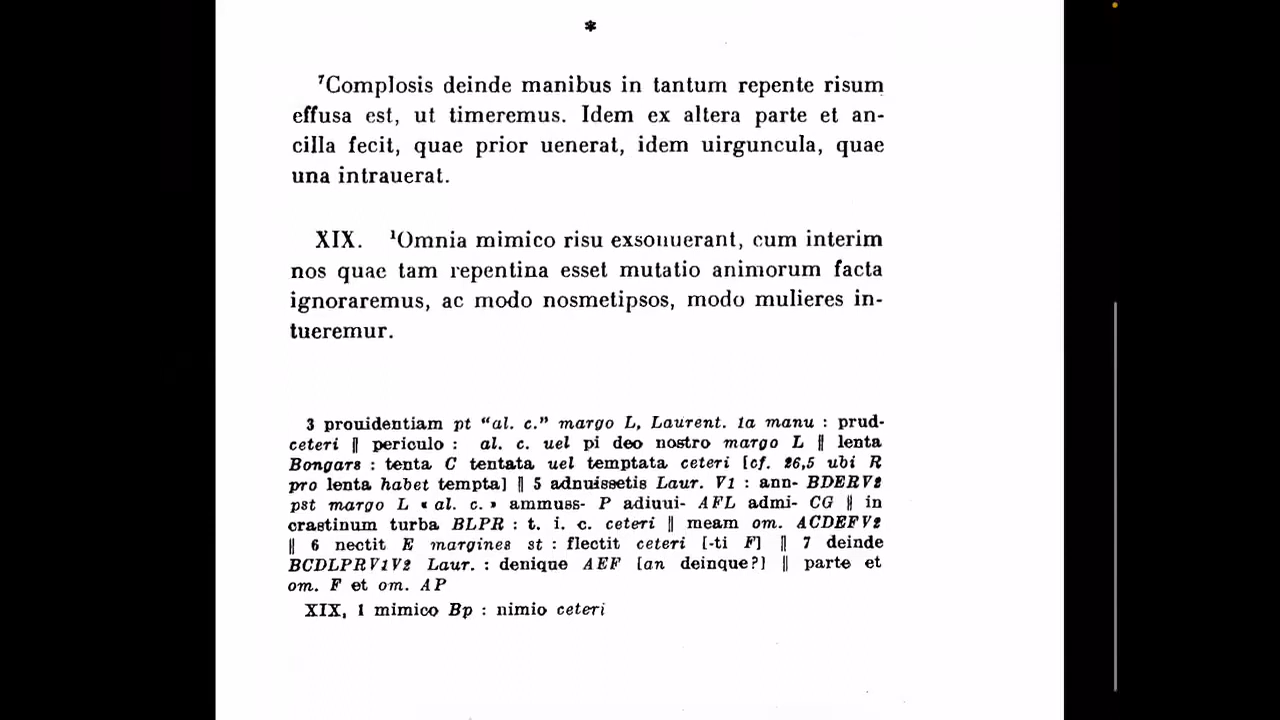 *
⁷Complosis deinde manibus in tantum repente risum
effusa est, ut timeremus. Idem ex altera parte et an-
cilla fecit, quae prior uenerat, idem uirguncula, quae
una intrauerat.
XIX. ¹Omnia mimico risu exsonuerant, cum interim
nos quae tam repentina esset mutatio animorum facta
ignoraremus, ac modo nosmetipsos, modo mulieres in-
tueremur.
3 prouidentiam pt “al. c.” margo L, Laurent. 1a manu : prud-
ceteri ‖ periculo : al. c. uel pi deo nostro margo L ‖ lenta
Bongars : tenta C tentata uel temptata ceteri [cf. 26,5 ubi R
pro lenta habet tempta] ‖ 5 adnuissetis Laur. V1 : ann- BDERV2
pst margo L « al. c. » ammuss- P adiuui- AFL admi- CG ‖ in
crastinum turba BLPR : t. i. c. ceteri ‖ meam om. ACDEFV2
‖ 6 nectit E margines st : flectit ceteri [-ti F] ‖ 7 deinde
BCDLPRV1V2 Laur. : denique AEF [an deinque?] ‖ parte et
om. F et om. AP
XIX, 1 mimico Bp : nimio ceteri